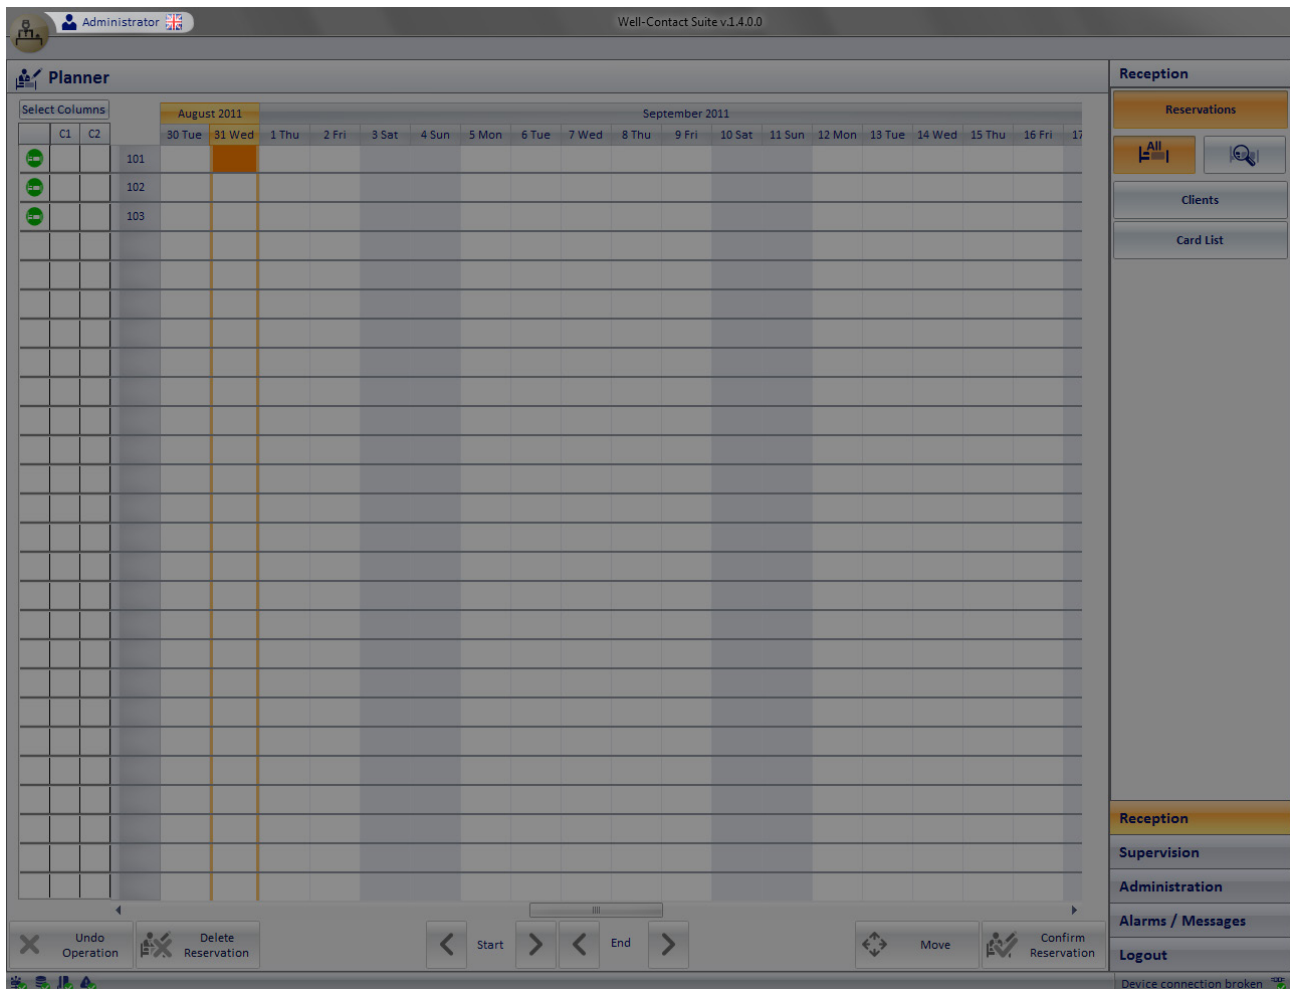 Administrator
Well-Contact Suite v.1.4.0.0
Planner
Select Columns
August 2011
September 2011
C1 C2
30 Tue 31 Wed 1 Thu 2 Fri 3 Sat 4 Sun 5 Mon 6 Tue 7 Wed 8 Thu 9 Fri 10 Sat 11 Sun 12 Mon 13 Tue 14 Wed 15 Thu 16 Fri 17
101
102
103
Undo
Operation
Delete
Reservation
Start
End
Move
Confirm
Reservation
Reception
Reservations
All
Clients
Card List
Reception
Supervision
Administration
Alarms / Messages
Logout
Device connection broken